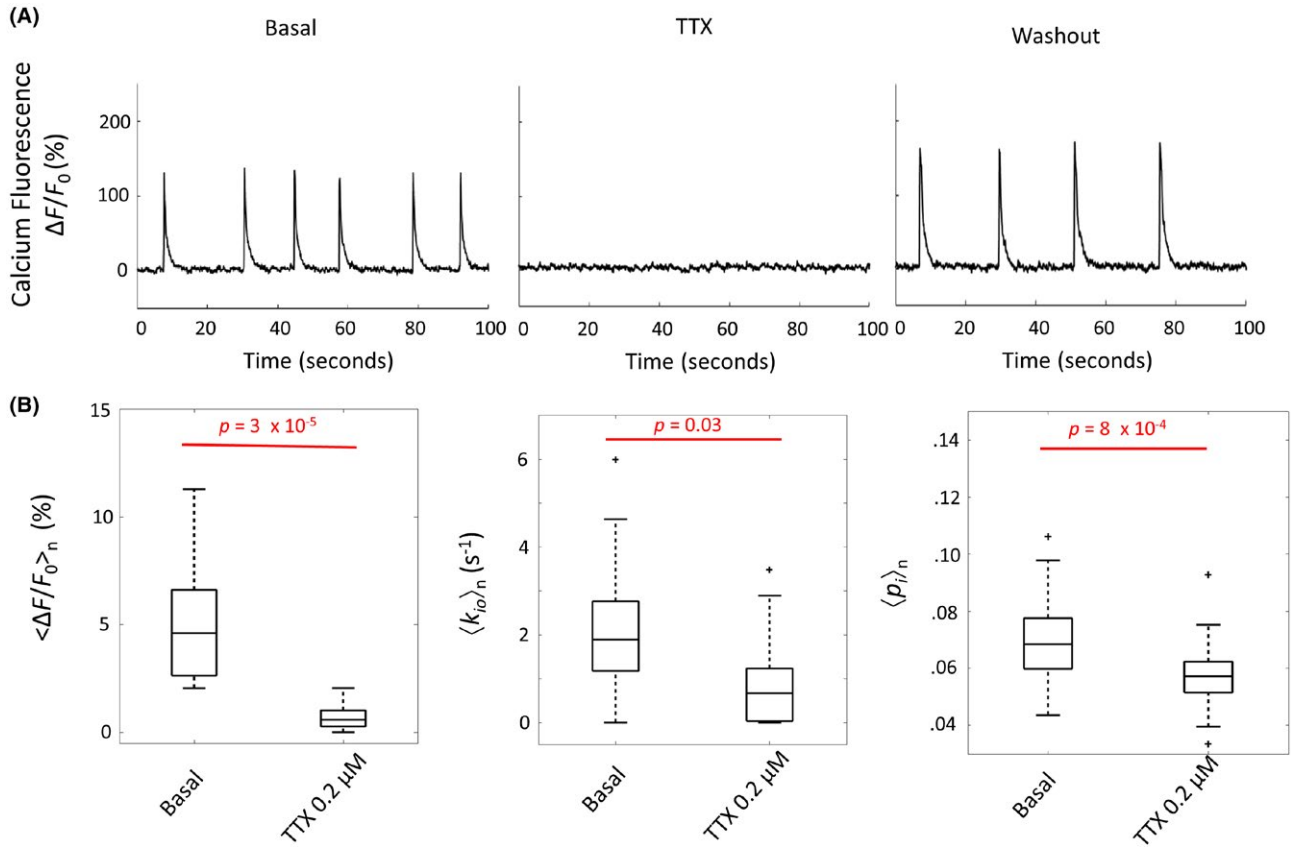 (A)
Basal
TTX
Washout
Calcium Fluorescence
ΔF/F₀ (%)
200
100
0
0 20 40 60 80 100
0 20 40 60 80 100
0 20 40 60 80 100
Time (seconds)
Time (seconds)
Time (seconds)
(B)
<ΔF/F₀>ₙ (%)
15
10
5
0
p = 3 x 10⁻⁵
Basal
TTX 0.2 µM
⟨kᵢₒ⟩ₙ (s⁻¹)
6
4
2
0
p = 0.03
Basal
TTX 0.2 µM
⟨pᵢ⟩ₙ
.14
.12
.10
.08
.06
.04
p = 8 x 10⁻⁴
Basal
TTX 0.2 µM